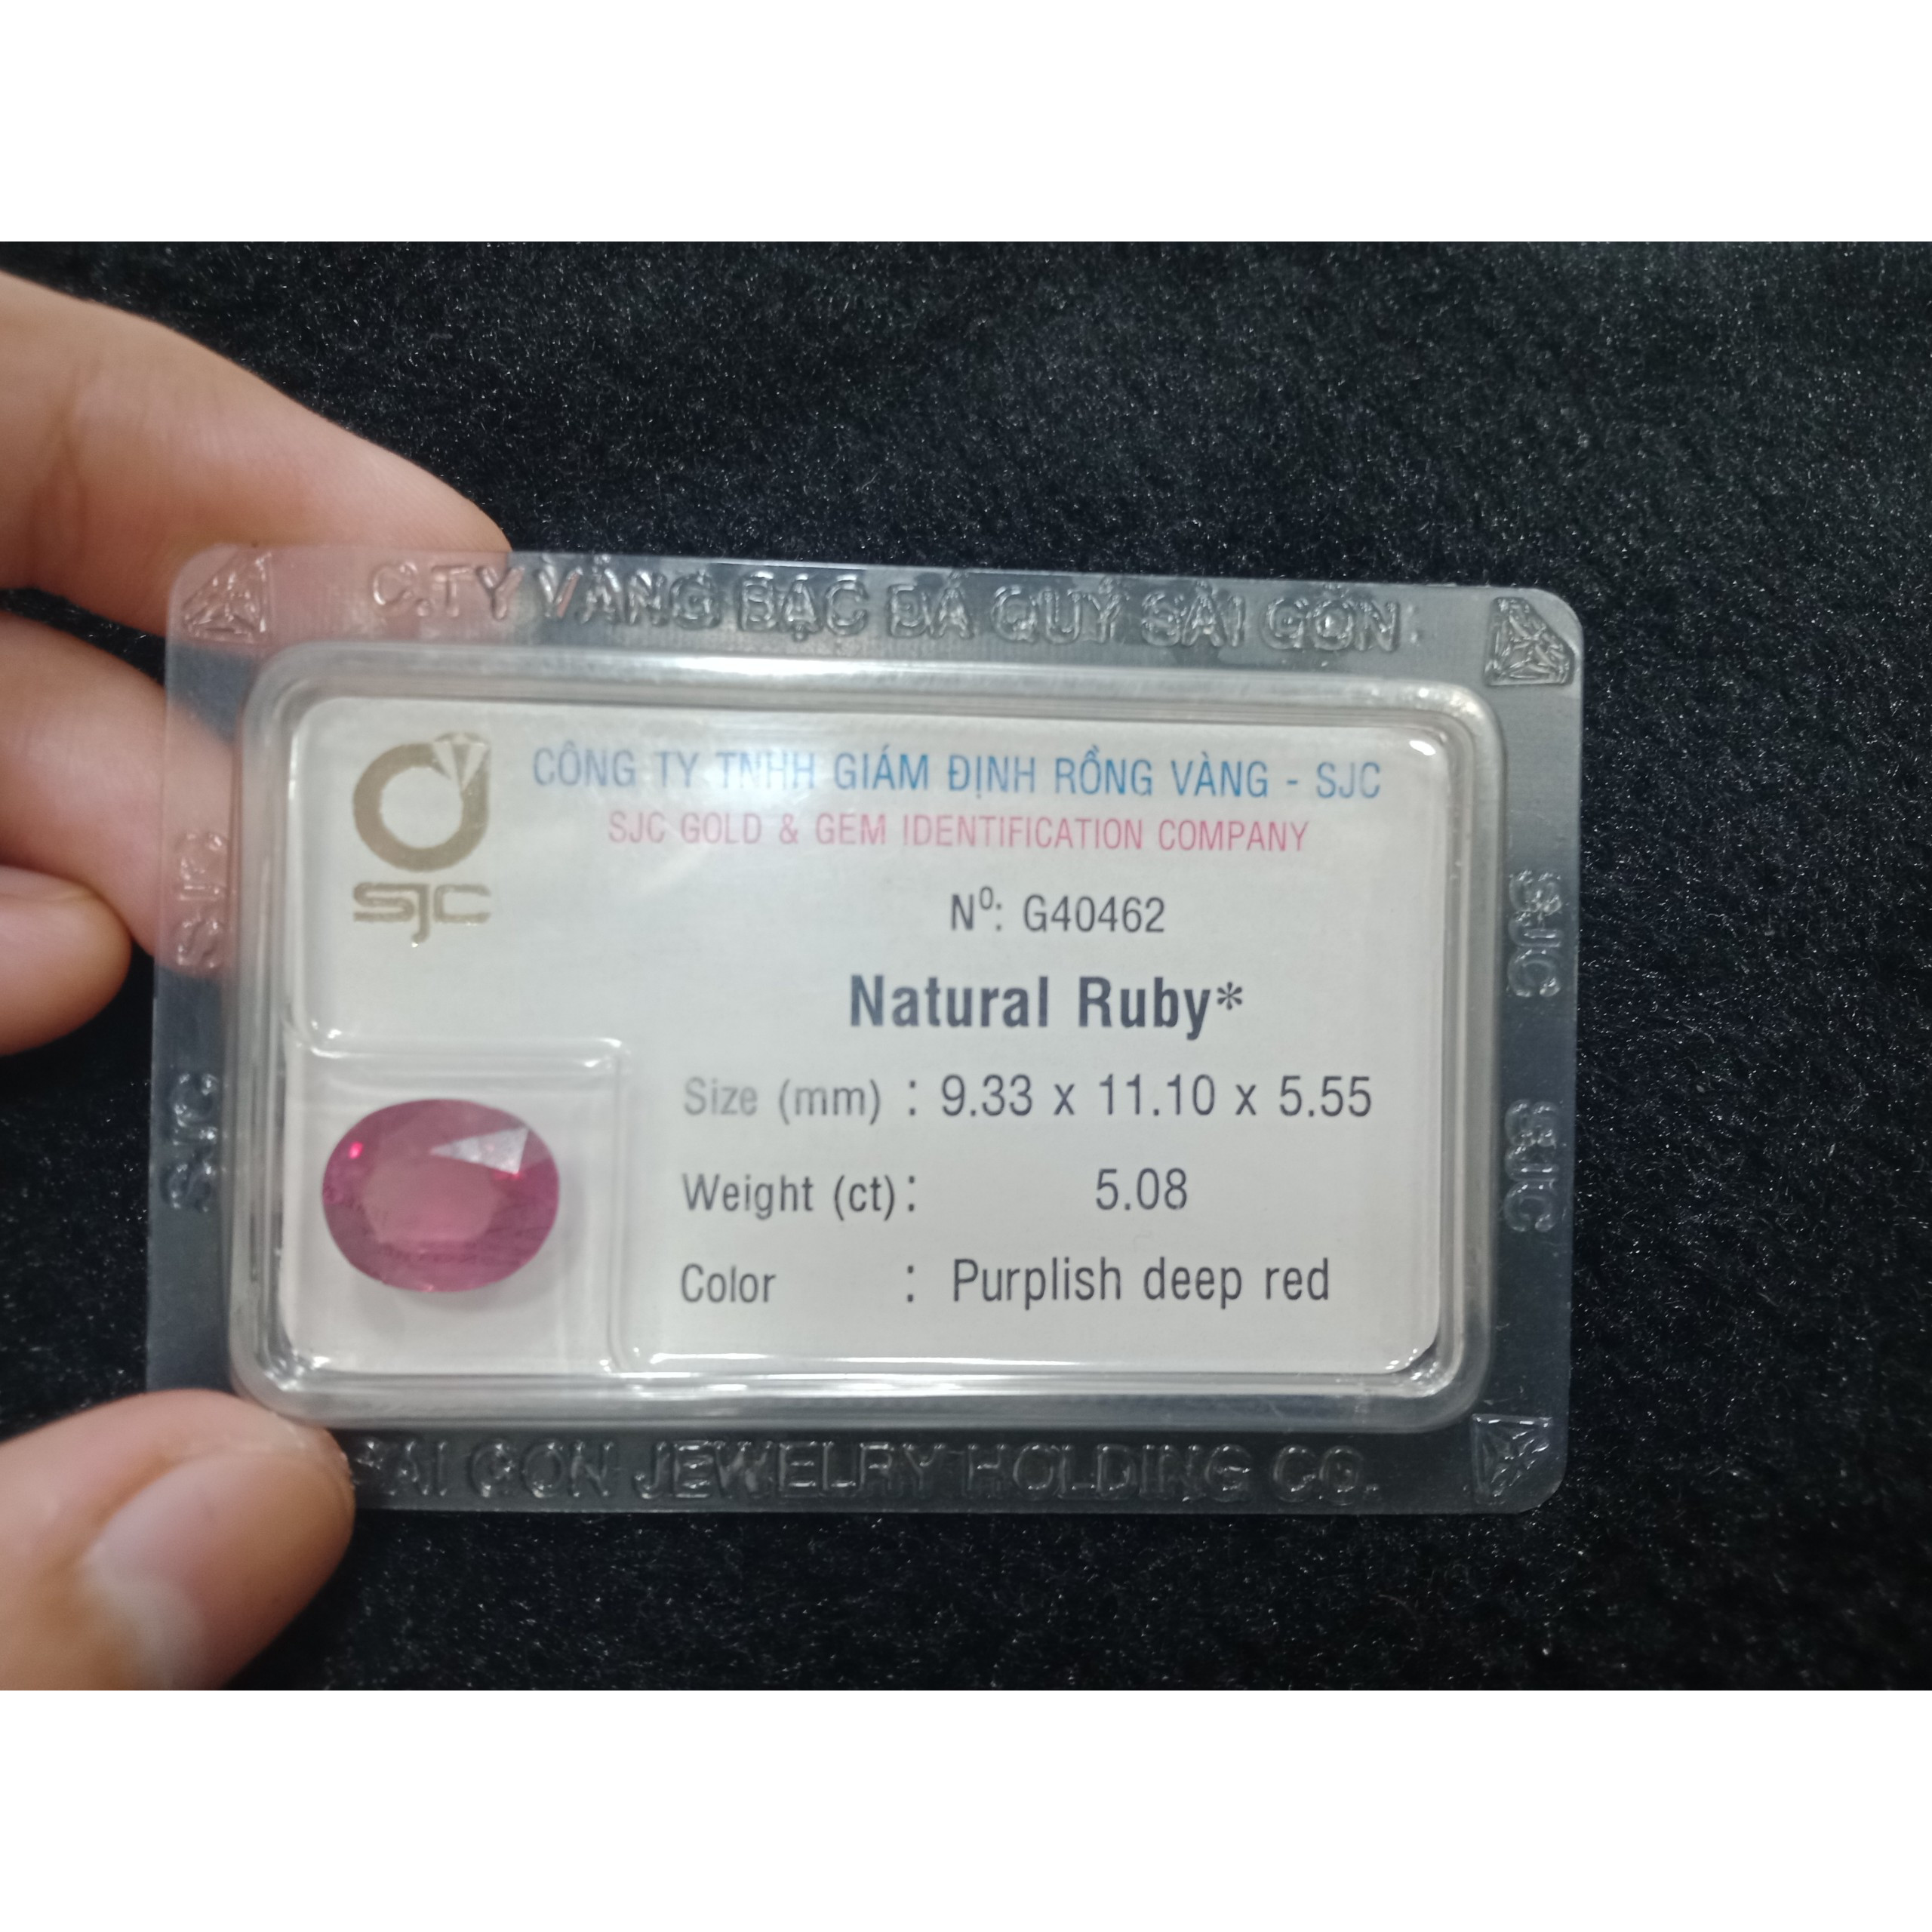 C.TY VÀNG BẠC ĐÁ QUÝ SÀI GÒN
SJC
CÔNG TY TNHH GIÁM ĐỊNH RỒNG VÀNG - SJC
SJC GOLD & GEM IDENTIFICATION COMPANY
Nº: G40462
Natural Ruby*
Size (mm) : 9.33 x 11.10 x 5.55
Weight (ct) : 5.08
Color : Purplish deep red
SJC SJC
SJC SJC
SAI GON JEWELRY HOLDING CO.